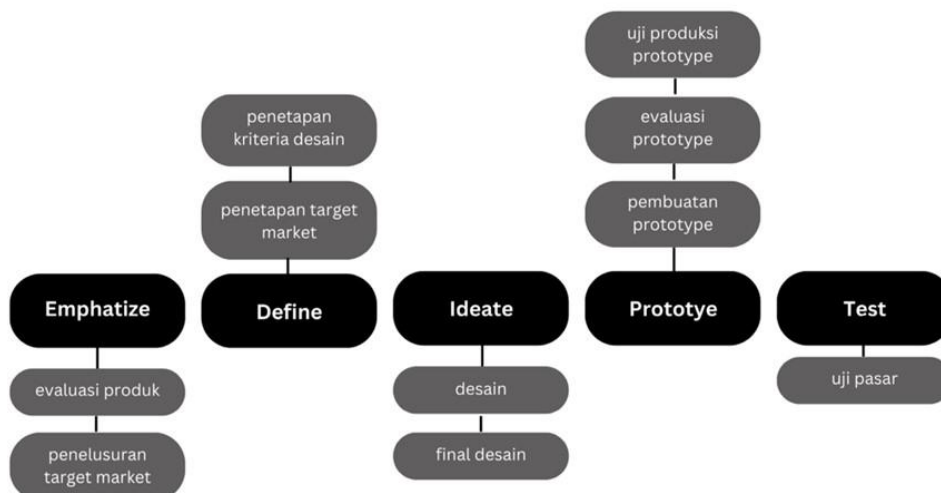 uji produksi
prototype
evaluasi
prototype
pembuatan
prototype
penetapan
kriteria desain
penetapan target
market
Emphatize
Define
Ideate
Prototye
Test
evaluasi produk
penelusuran
target market
desain
final desain
uji pasar